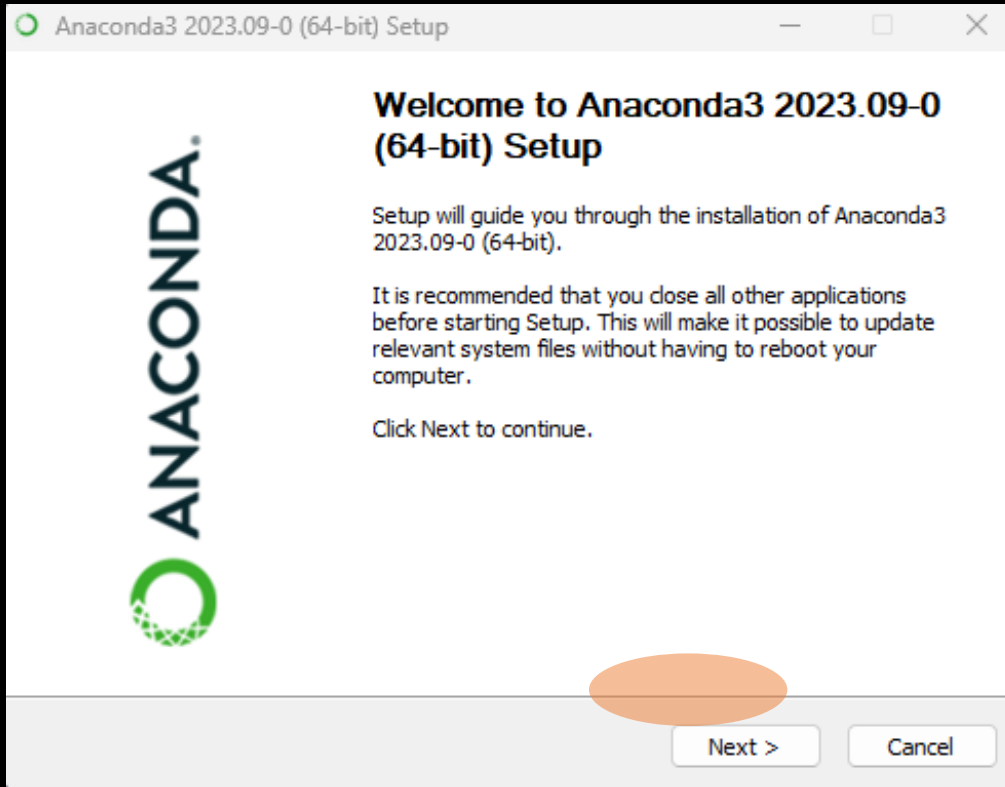 Anaconda3 2023.09-0 (64-bit) Setup
ANACONDA.
Welcome to Anaconda3 2023.09-0
(64-bit) Setup
Setup will guide you through the installation of Anaconda3
2023.09-0 (64-bit).
It is recommended that you close all other applications
before starting Setup. This will make it possible to update
relevant system files without having to reboot your
computer.
Click Next to continue.
Next > Cancel